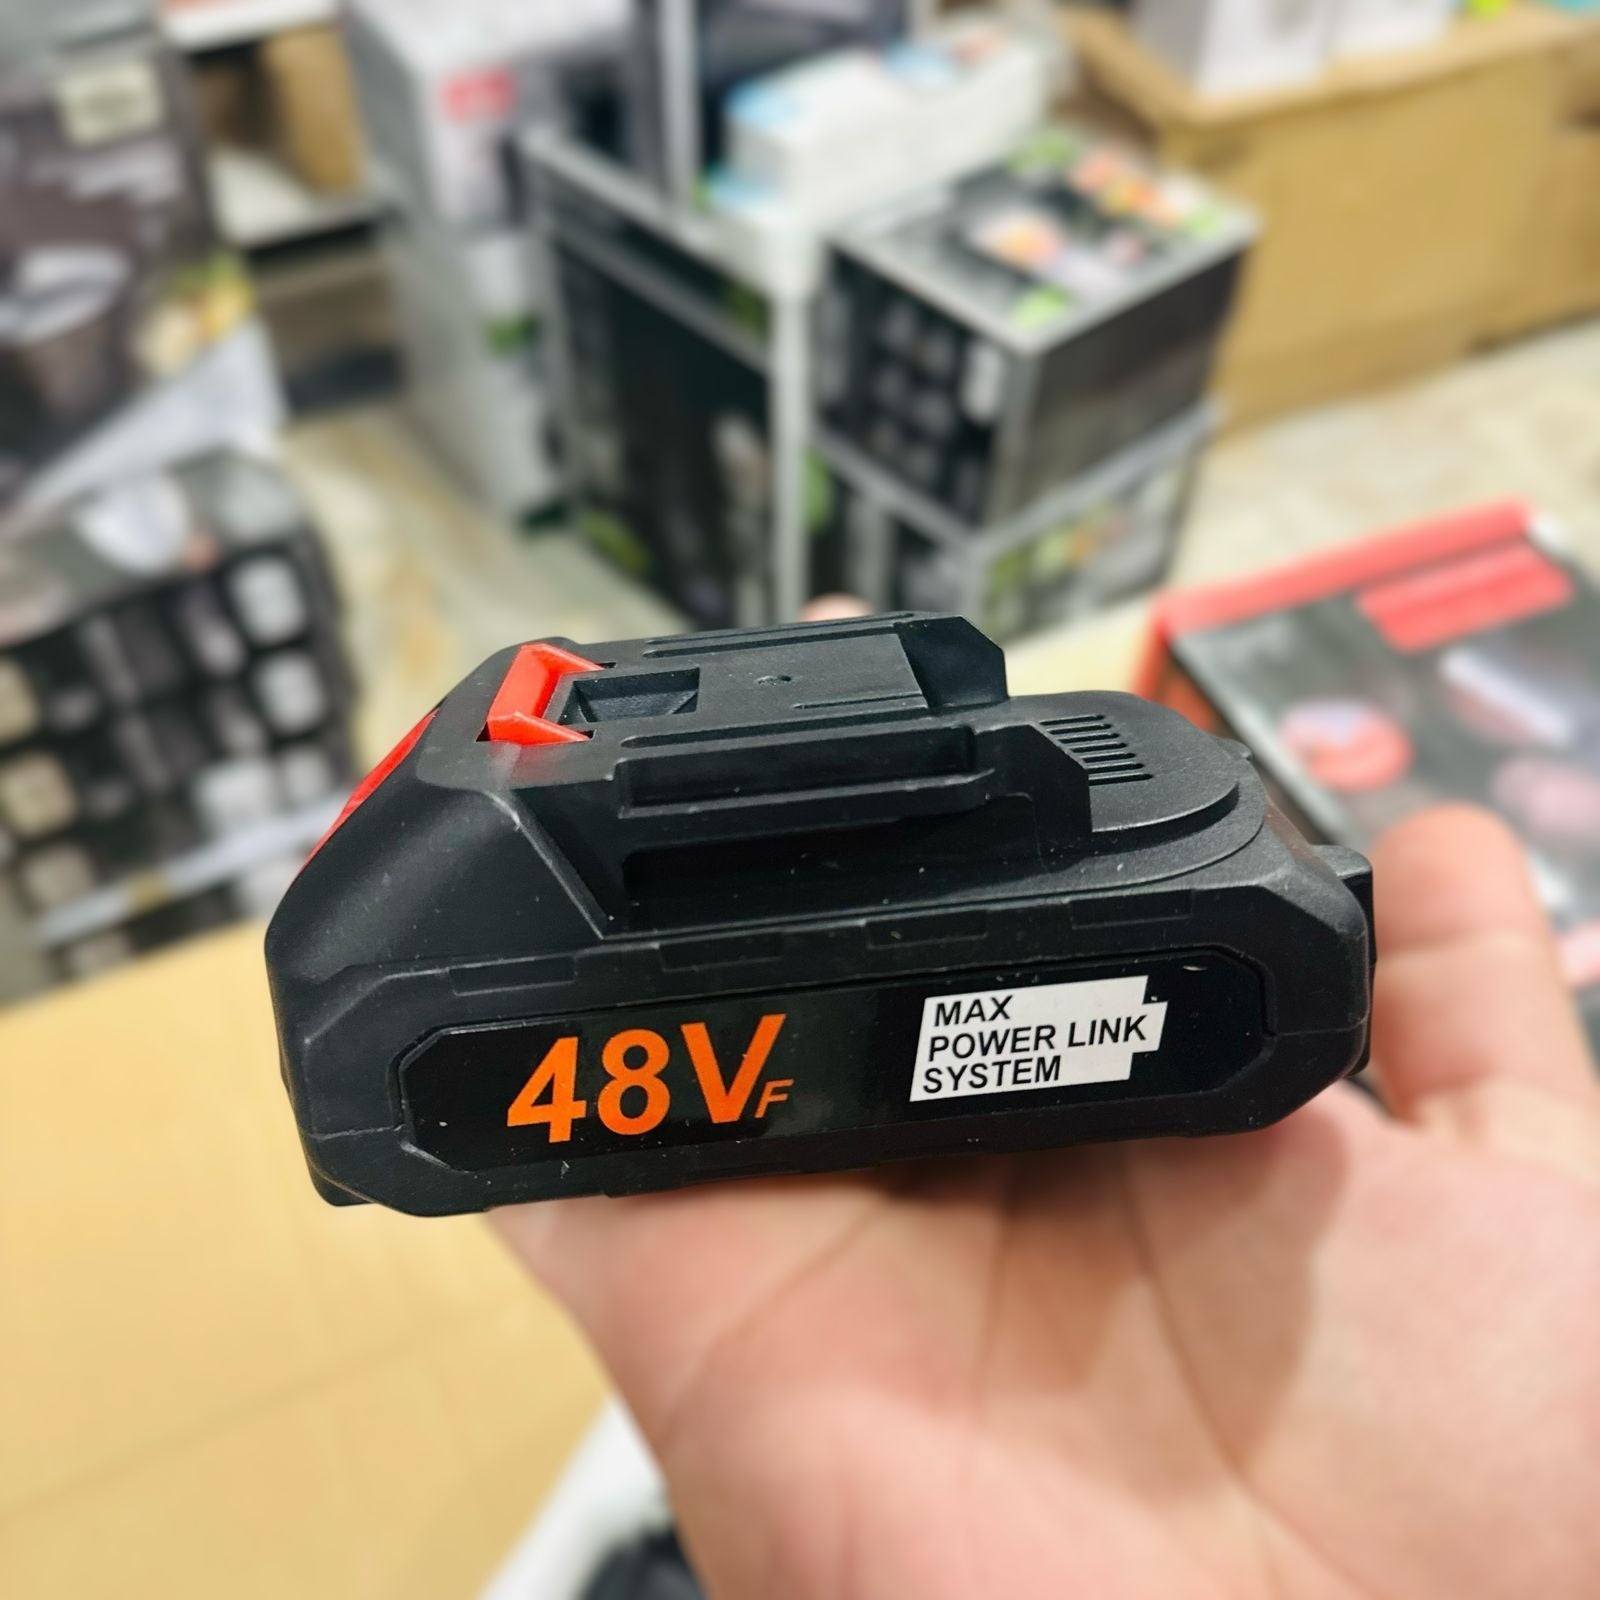 48VF
MAX
POWER LINK
SYSTEM